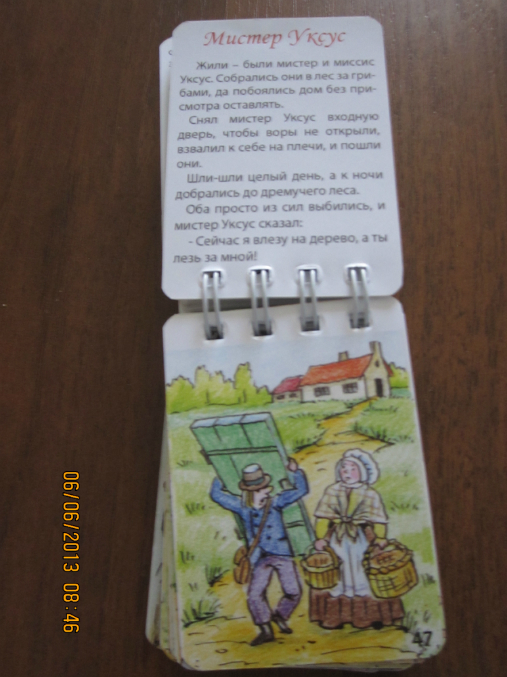 Мистер Уксус
Жили – были мистер и миссис
Уксус. Собрались они в лес за гри-
бами, да побоялись дом без при-
смотра оставлять.
Снял мистер Уксус входную
дверь, чтобы воры не открыли,
взвалил к себе на плечи, и пошли
они.
Шли-шли целый день, а к ночи
добрались до дремучего леса.
Оба просто из сил выбились, и
мистер Уксус сказал:
- Сейчас я влезу на дерево, а ты
лезь за мной!
47
06/06/2013 08:46